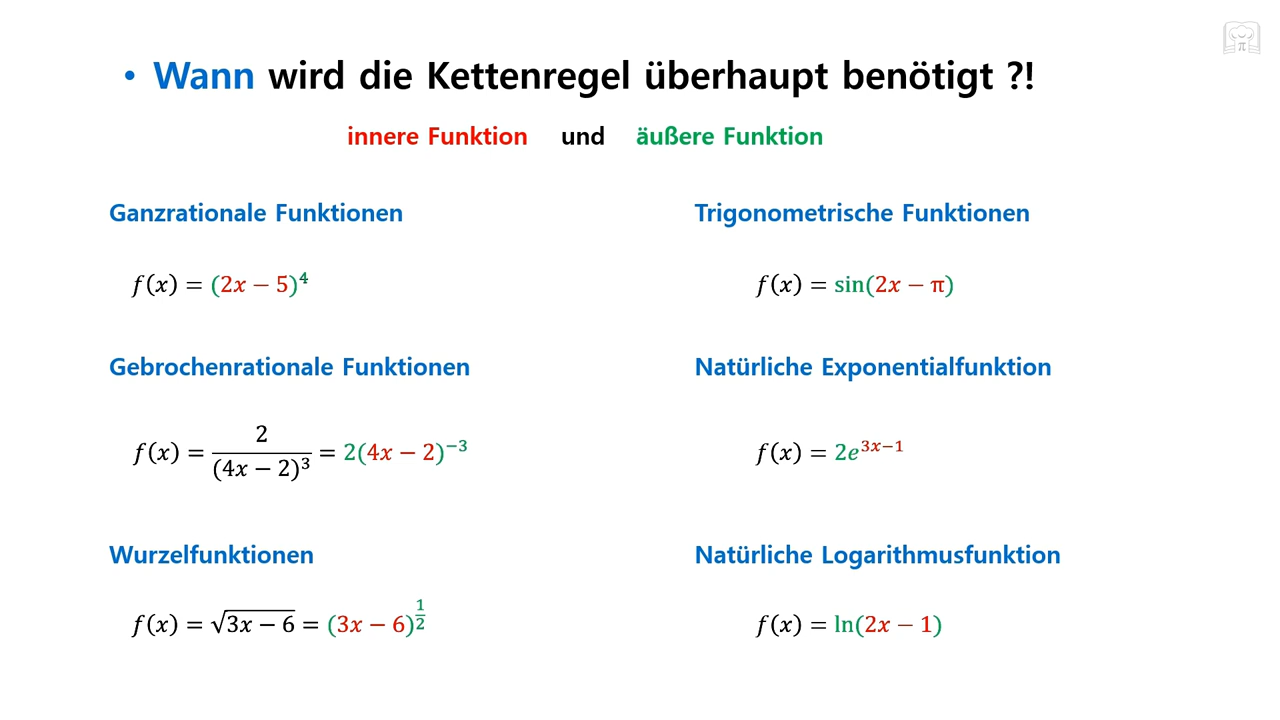 • Wann wird die Kettenregel überhaupt benötigt ?!
innere Funktion und äußere Funktion
Ganzrationale Funktionen
f(x) = (2x − 5)⁴
Gebrochenrationale Funktionen
f(x) = 2/(4x − 2)³ = 2(4x − 2)⁻³
Wurzelfunktionen
f(x) = √(3x − 6) = (3x − 6)^(1/2)
Trigonometrische Funktionen
f(x) = sin(2x − π)
Natürliche Exponentialfunktion
f(x) = 2e^(3x−1)
Natürliche Logarithmusfunktion
f(x) = ln(2x − 1)
π